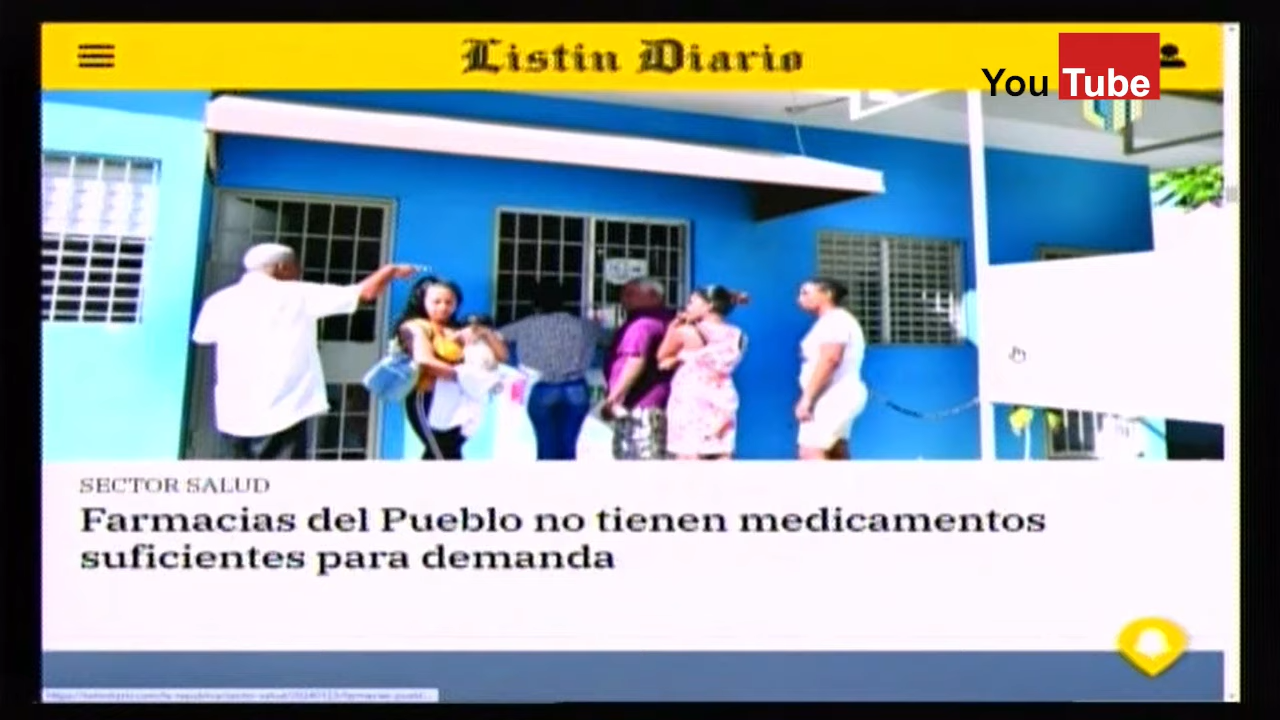 Listin Diario
You Tube
SECTOR SALUD
Farmacias del Pueblo no tienen medicamentos
suficientes para demanda